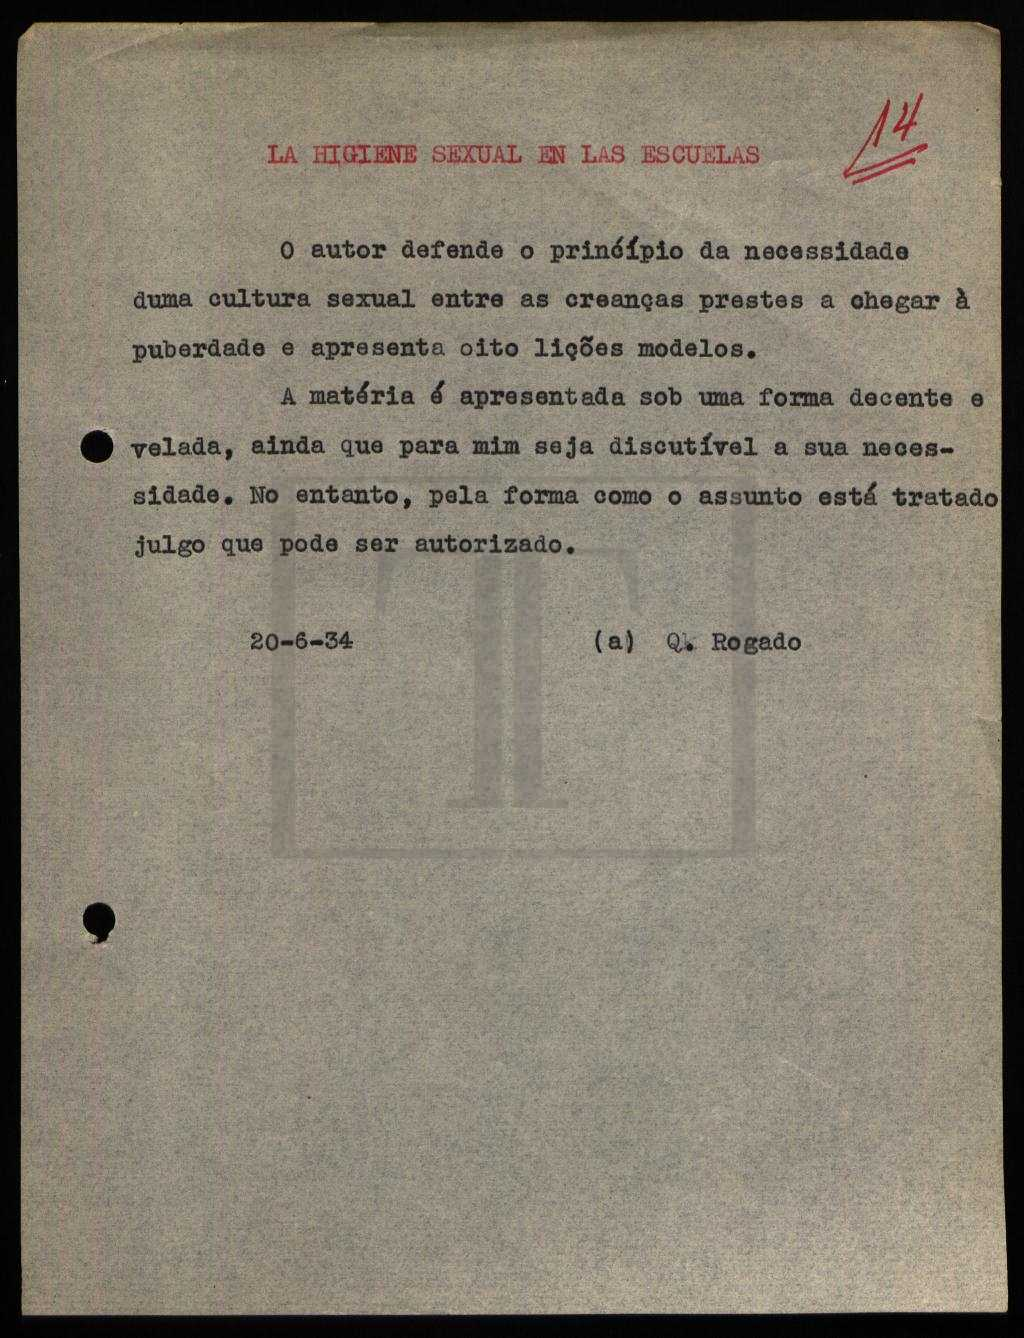 14
LA HIGIENE SEXUAL EN LAS ESCUELAS
O autor defende o princípio da necessidade
duma cultura sexual entre as creanças prestes a chegar à
puberdade e apresenta oito lições modelos.
A matéria é apresentada sob uma forma decente e
velada, ainda que para mim seja discutível a sua neces-
sidade. No entanto, pela forma como o assunto está tratado
julgo que pode ser autorizado.
20-6-34 (a) Q. Rogado